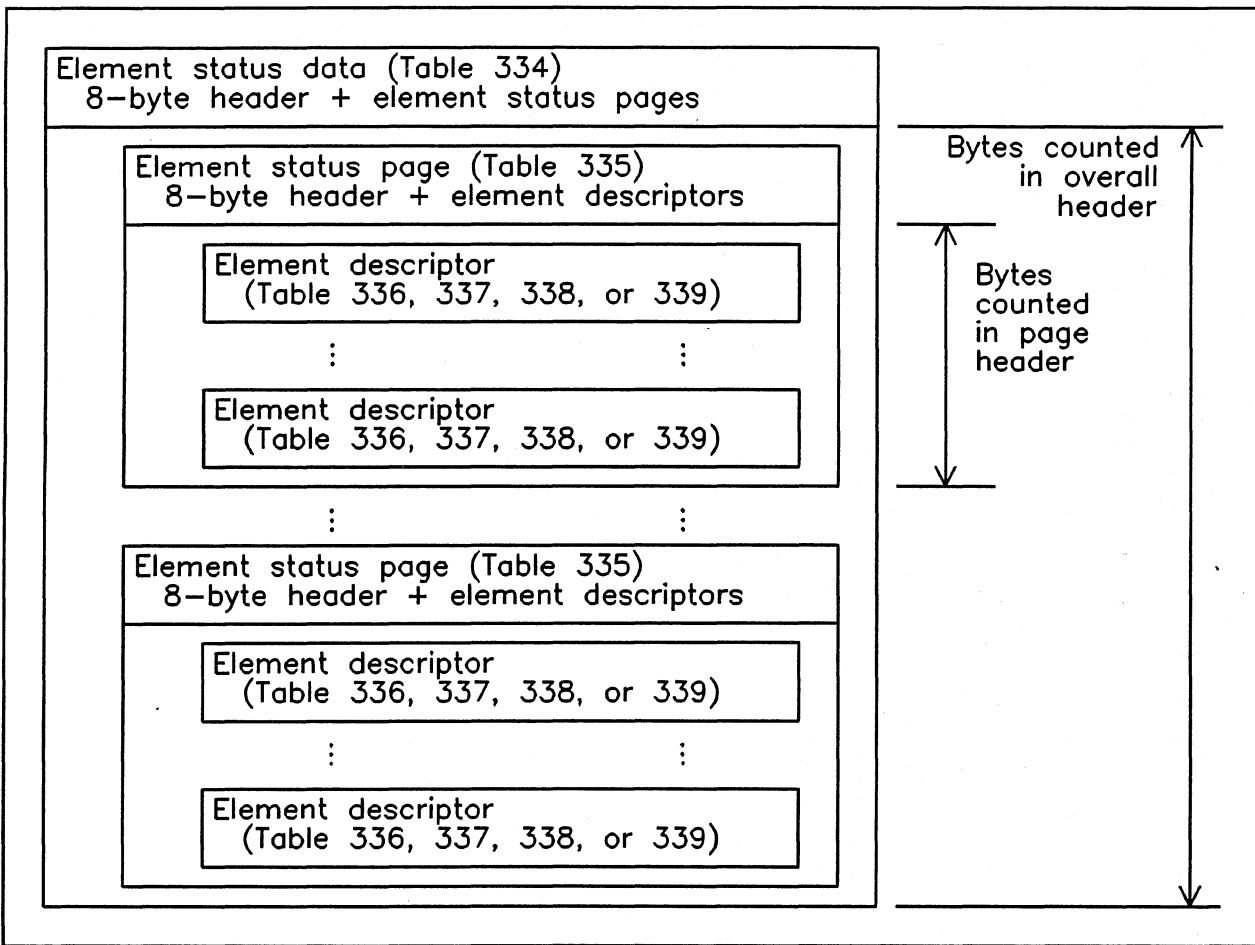 Element status data (Table 334)
8-byte header + element status pages
Element status page (Table 335)
8-byte header + element descriptors
Element descriptor
(Table 336, 337, 338, or 339)
⋮ ⋮
Element descriptor
(Table 336, 337, 338, or 339)
⋮ ⋮
Element status page (Table 335)
8-byte header + element descriptors
Element descriptor
(Table 336, 337, 338, or 339)
⋮ ⋮
Element descriptor
(Table 336, 337, 338, or 339)
Bytes counted
in overall
header
Bytes
counted
in page
header